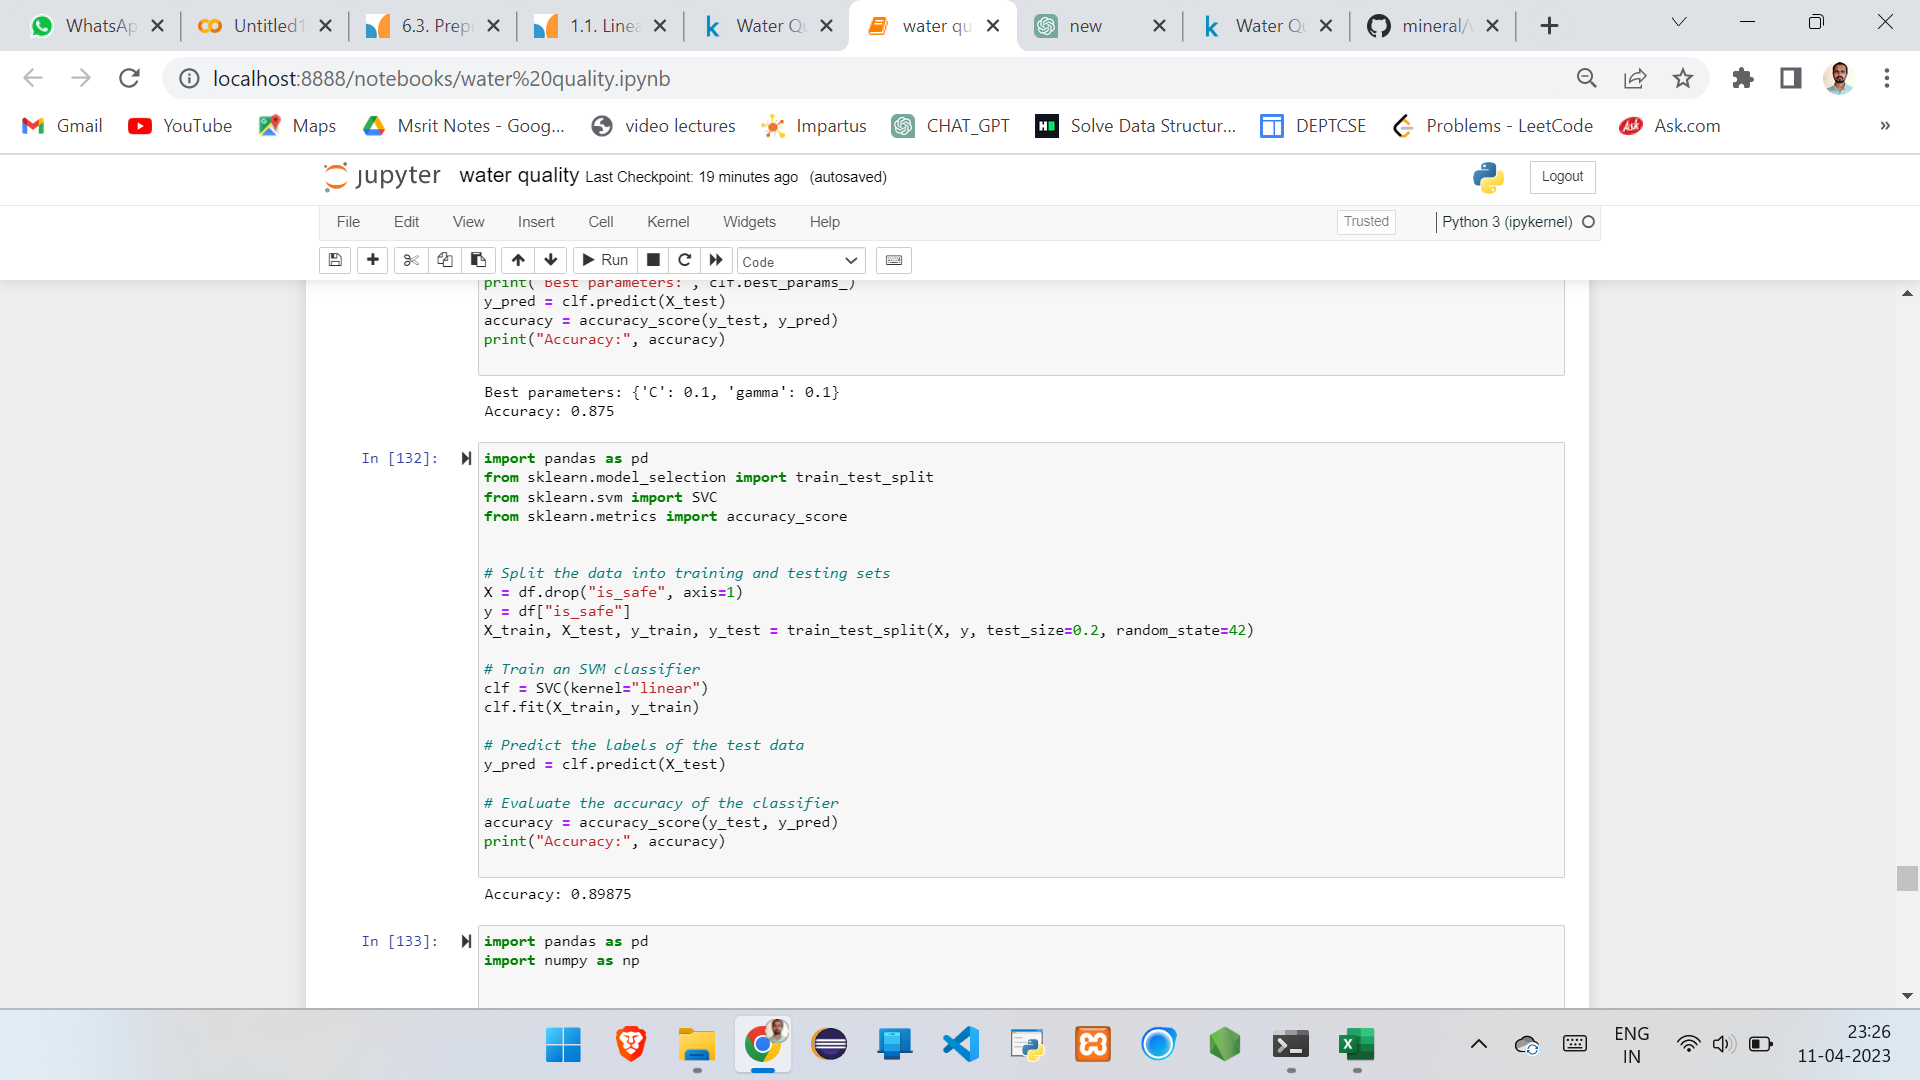 WhatsAp
Untitled1
6.3. Prepr
1.1. Linea
Water Qu
water qu
new
Water Qu
mineral/w
localhost:8888/notebooks/water%20quality.ipynb
Gmail
YouTube
Maps
Msrit Notes - Goog...
video lectures
Impartus
CHAT_GPT
Solve Data Structur...
DEPTCSE
Problems - LeetCode
Ask.com
»
jupyter water quality Last Checkpoint: 19 minutes ago (autosaved)
Logout
File Edit View Insert Cell Kernel Widgets Help
Trusted
Python 3 (ipykernel)
Run
Code
print("Best parameters:", clf.best_params_)
y_pred = clf.predict(X_test)
accuracy = accuracy_score(y_test, y_pred)
print("Accuracy:", accuracy)
Best parameters: {'C': 0.1, 'gamma': 0.1}
Accuracy: 0.875
In [132]:
import pandas as pd
from sklearn.model_selection import train_test_split
from sklearn.svm import SVC
from sklearn.metrics import accuracy_score
# Split the data into training and testing sets
X = df.drop("is_safe", axis=1)
y = df["is_safe"]
X_train, X_test, y_train, y_test = train_test_split(X, y, test_size=0.2, random_state=42)
# Train an SVM classifier
clf = SVC(kernel="linear")
clf.fit(X_train, y_train)
# Predict the labels of the test data
y_pred = clf.predict(X_test)
# Evaluate the accuracy of the classifier
accuracy = accuracy_score(y_test, y_pred)
print("Accuracy:", accuracy)
Accuracy: 0.89875
In [133]:
import pandas as pd
import numpy as np
ENG
IN
23:26
11-04-2023